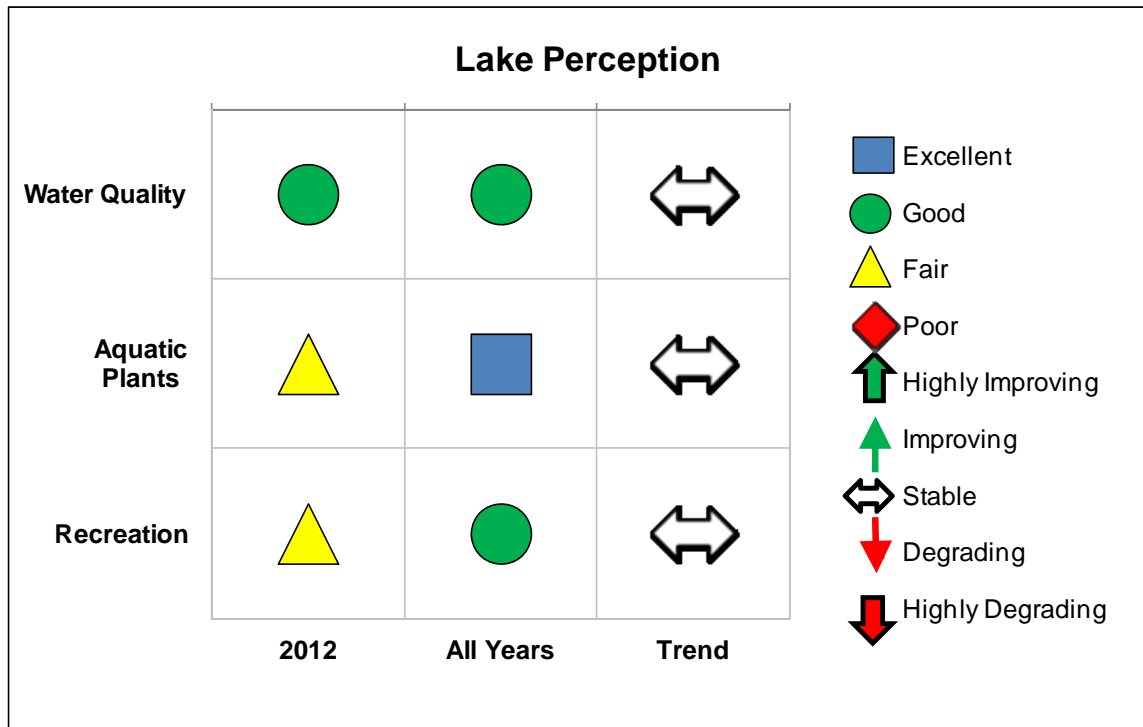 Lake Perception
Water Quality
Aquatic
Plants
Recreation
2012
All Years
Trend
Excellent
Good
Fair
Poor
Highly Improving
Improving
Stable
Degrading
Highly Degrading